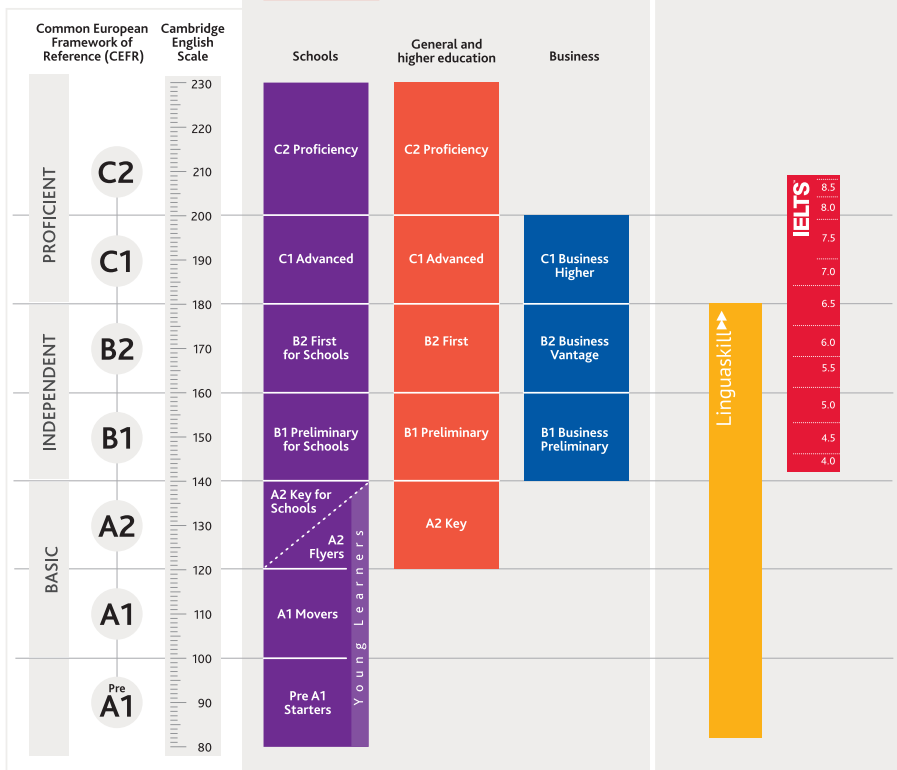 Common European
Framework of
Reference (CEFR)
Cambridge
English
Scale
Schools
General and
higher education
Business
PROFICIENT
INDEPENDENT
BASIC
C2
C1
B2
B1
A2
A1
Pre
A1
230
220
210
200
190
180
170
160
150
140
130
120
110
100
90
80
C2 Proficiency
C1 Advanced
B2 First
for Schools
B1 Preliminary
for Schools
A2 Key for
Schools
A2
Flyers
A1 Movers
Pre A1
Starters
Young Learners
C2 Proficiency
C1 Advanced
B2 First
B1 Preliminary
A2 Key
C1 Business
Higher
B2 Business
Vantage
B1 Business
Preliminary
Linguaskill
IELTS
8.5
8.0
7.5
7.0
6.5
6.0
5.5
5.0
4.5
4.0